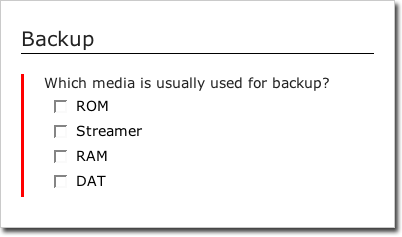 Backup
Which media is usually used for backup?
ROM
Streamer
RAM
DAT